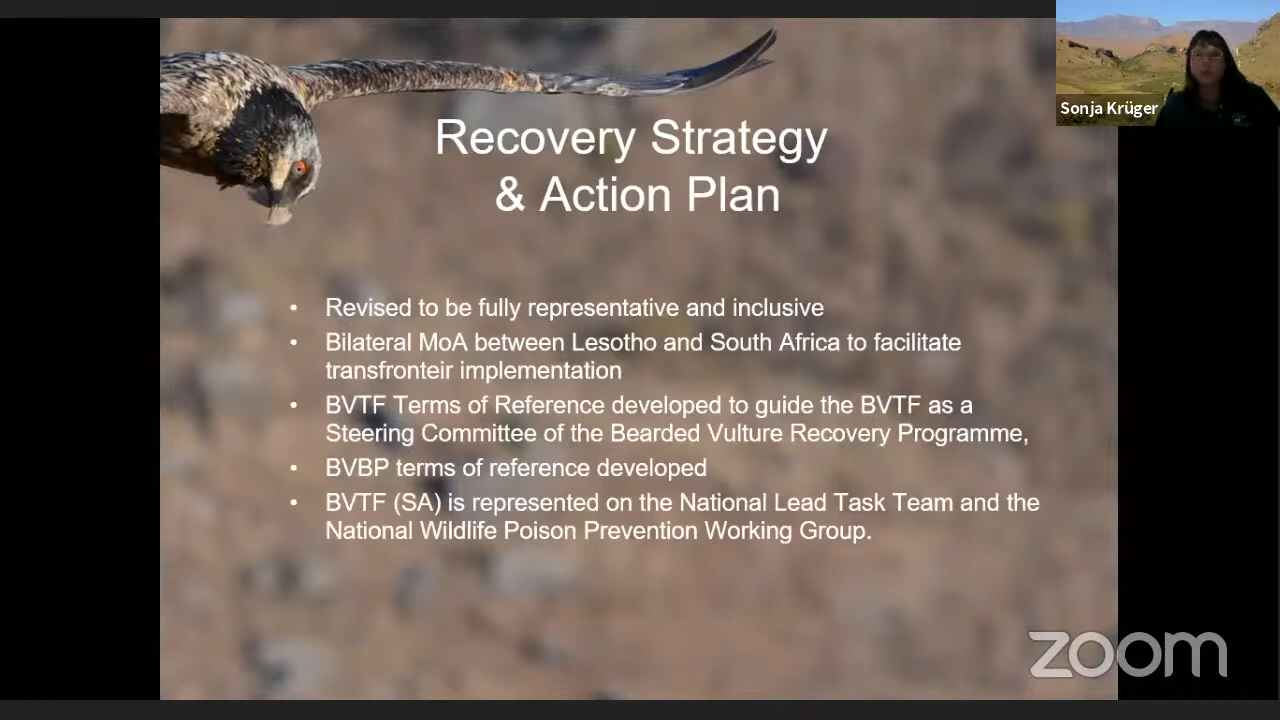 Sonja Krüger
Recovery Strategy
& Action Plan
• Revised to be fully representative and inclusive
• Bilateral MoA between Lesotho and South Africa to facilitate
transfronteir implementation
• BVTF Terms of Reference developed to guide the BVTF as a
Steering Committee of the Bearded Vulture Recovery Programme,
• BVBP terms of reference developed
• BVTF (SA) is represented on the National Lead Task Team and the
National Wildlife Poison Prevention Working Group.
zoom